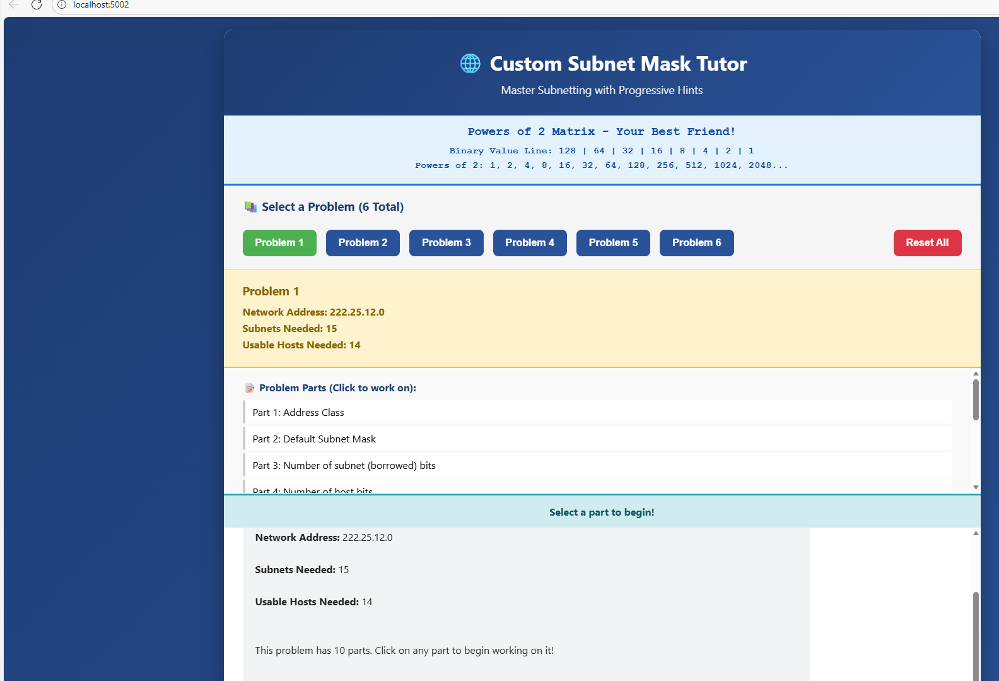 localhost:5002
Custom Subnet Mask Tutor
Master Subnetting with Progressive Hints
Powers of 2 Matrix - Your Best Friend!
Binary Value Line: 128 | 64 | 32 | 16 | 8 | 4 | 2 | 1
Powers of 2: 1, 2, 4, 8, 16, 32, 64, 128, 256, 512, 1024, 2048...
Select a Problem (6 Total)
Problem 1
Problem 2
Problem 3
Problem 4
Problem 5
Problem 6
Reset All
Problem 1
Network Address: 222.25.12.0
Subnets Needed: 15
Usable Hosts Needed: 14
Problem Parts (Click to work on):
Part 1: Address Class
Part 2: Default Subnet Mask
Part 3: Number of subnet (borrowed) bits
Part 4: Number of host bits
Select a part to begin!
Network Address: 222.25.12.0
Subnets Needed: 15
Usable Hosts Needed: 14
This problem has 10 parts. Click on any part to begin working on it!